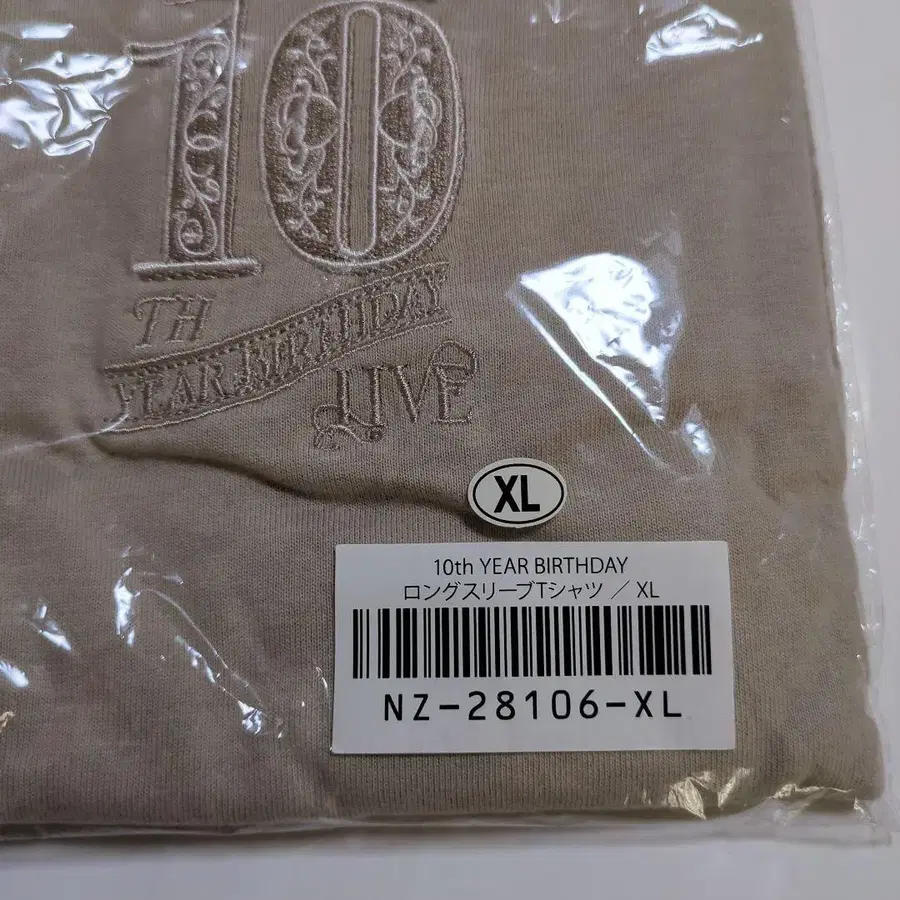 10
TH
YEAR BIRTHDAY
LIVE
XL
10th YEAR BIRTHDAY
ロングスリーブTシャツ ／ XL
NZ-28106-XL